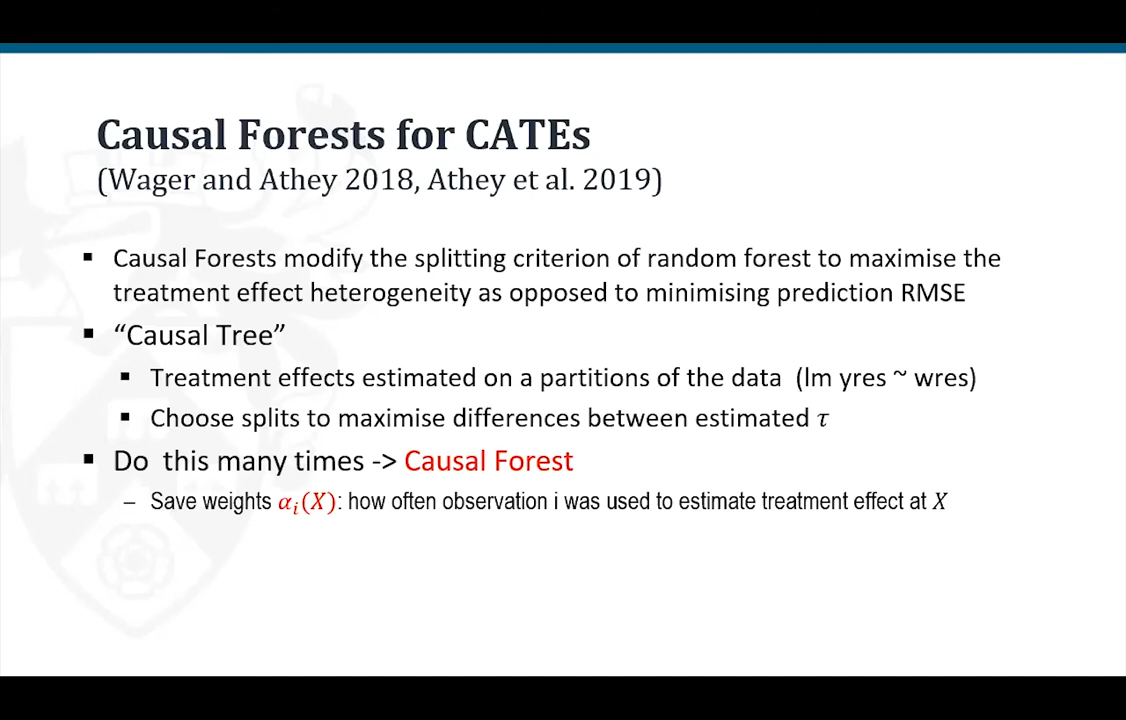 Causal Forests for CATEs
(Wager and Athey 2018, Athey et al. 2019)
▪ Causal Forests modify the splitting criterion of random forest to maximise the
treatment effect heterogeneity as opposed to minimising prediction RMSE
▪ “Causal Tree”
▪ Treatment effects estimated on a partitions of the data (lm yres ~ wres)
▪ Choose splits to maximise differences between estimated τ
▪ Do this many times -> Causal Forest
– Save weights αᵢ(X): how often observation i was used to estimate treatment effect at X